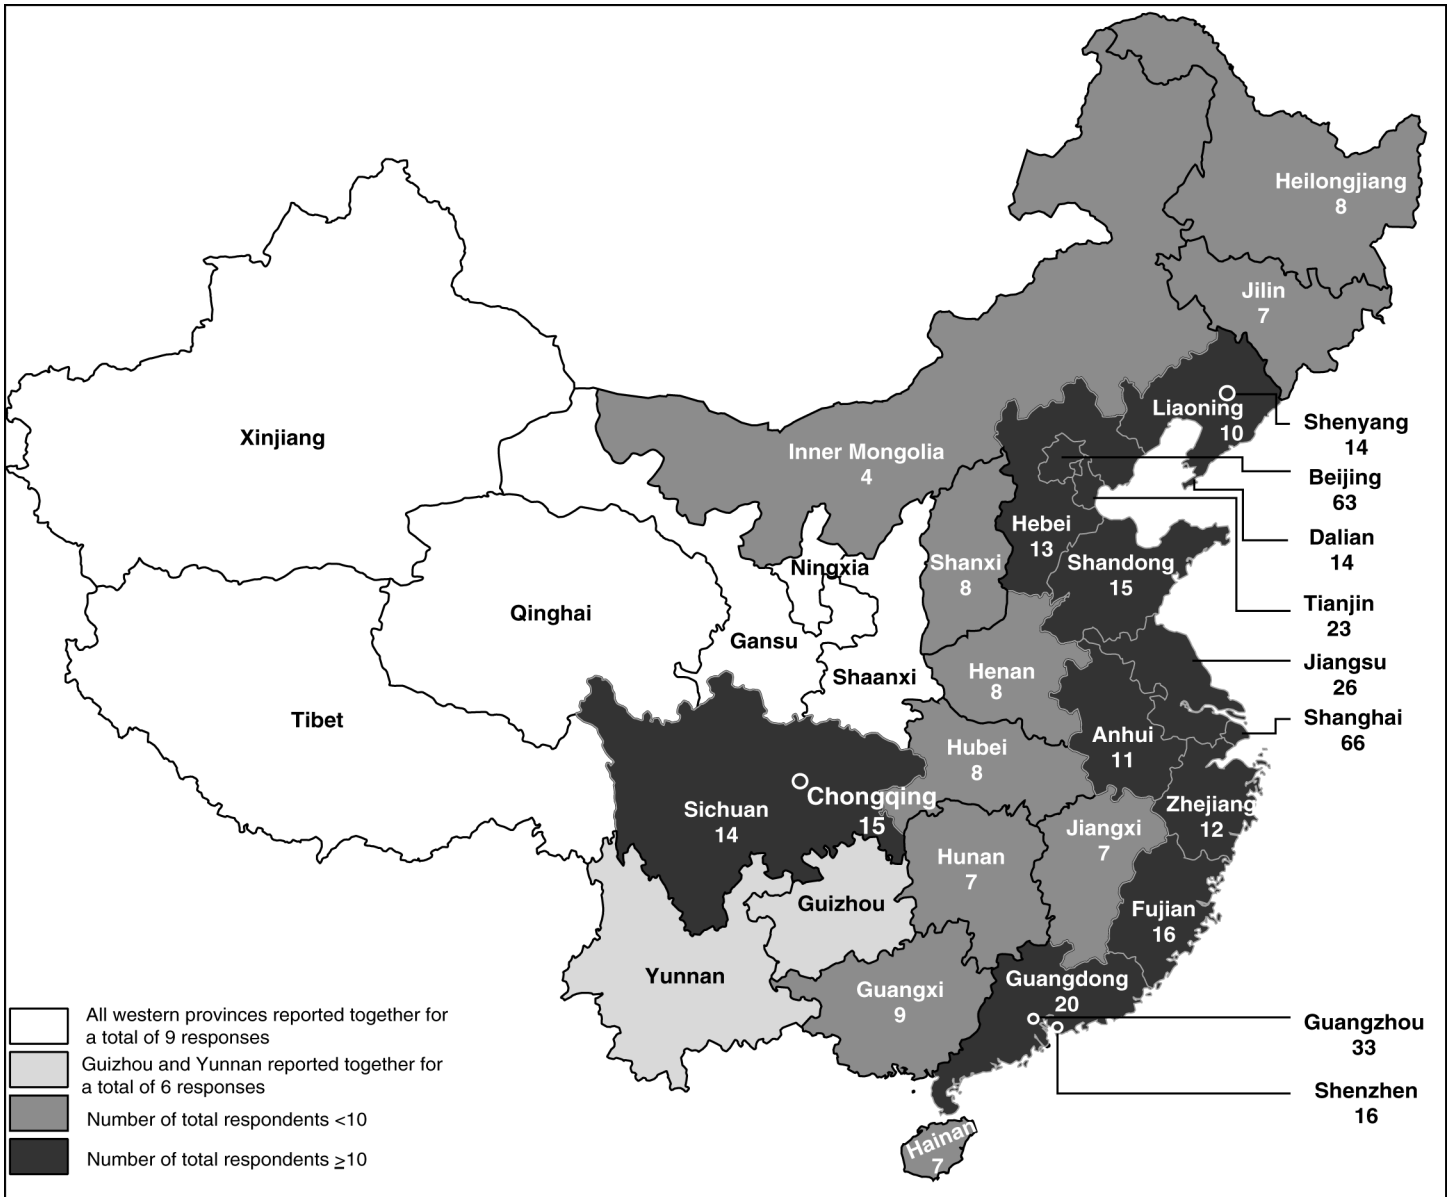 Heilongjiang
8
Jilin
7
Liaoning
10
Shenyang
14
Xinjiang
Inner Mongolia
4
Beijing
63
Hebei
13
Dalian
14
Shanxi
8
Shandong
15
Ningxia
Qinghai
Tianjin
23
Gansu
Shaanxi
Henan
8
Jiangsu
26
Tibet
Shanghai
66
Anhui
11
Hubei
8
Sichuan
14
Chongqing
15
Zhejiang
12
Jiangxi
7
Hunan
7
Guizhou
Fujian
16
Yunnan
Guangxi
9
Guangdong
20
Guangzhou
33
Shenzhen
16
Hainan
7
All western provinces reported together for
a total of 9 responses
Guizhou and Yunnan reported together for
a total of 6 responses
Number of total respondents <10
Number of total respondents ≥10